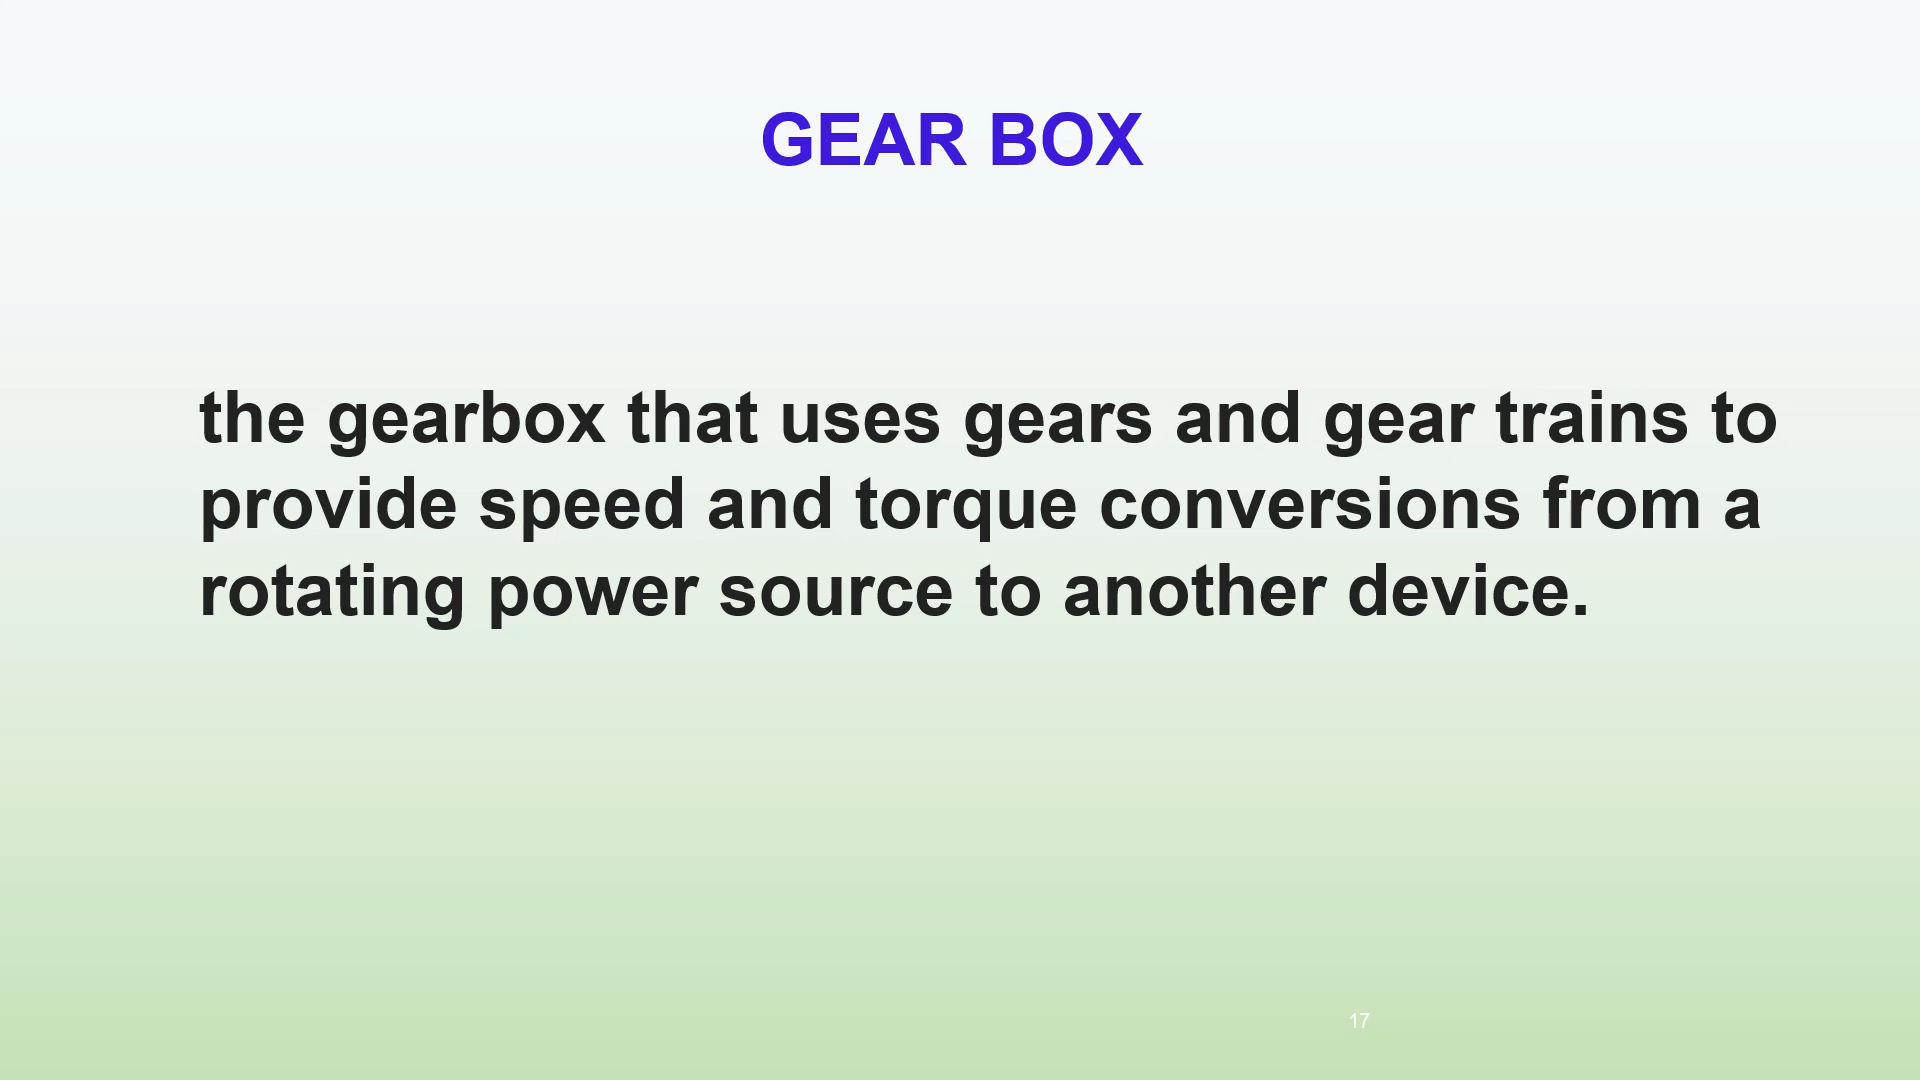 GEAR BOX
the gearbox that uses gears and gear trains to
provide speed and torque conversions from a
rotating power source to another device.
17